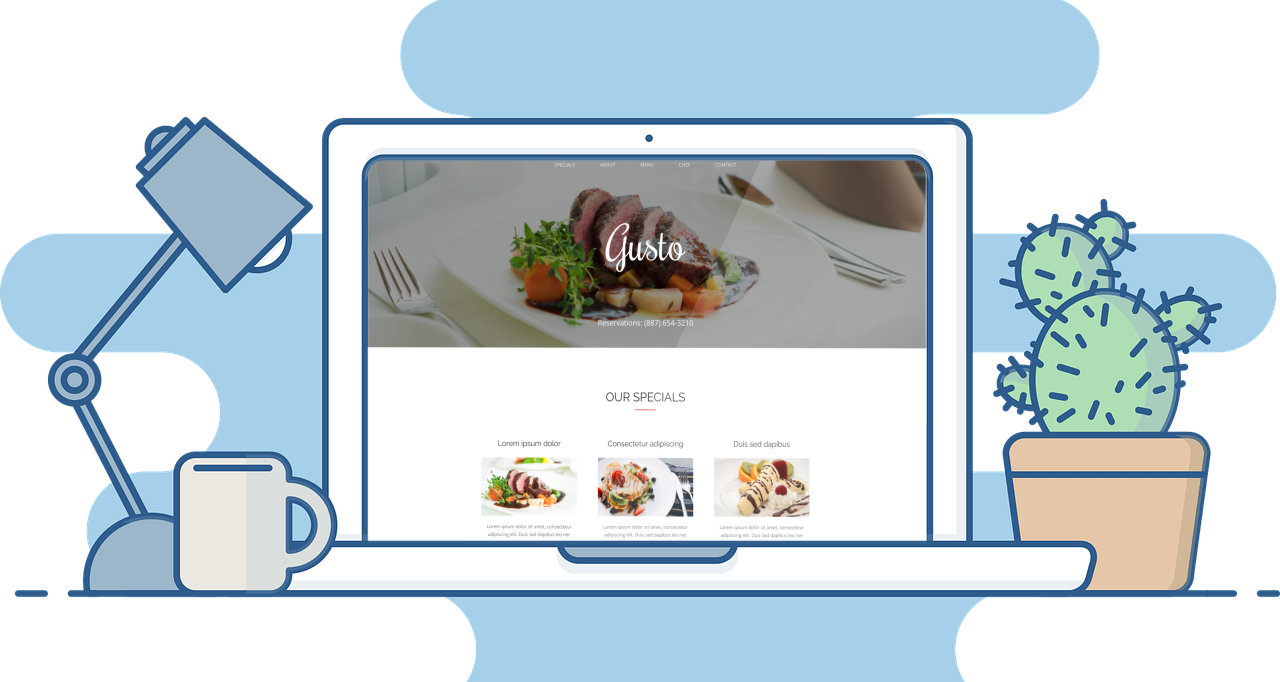 SPECIALS ABOUT MENU CHEF CONTACT
Gusto
Reservations: (887) 654-3210
OUR SPECIALS
Lorem ipsum dolor
Consectetur adipiscing
Duis sed dapibus
Lorem ipsum dolor sit amet, consectetur
adipiscing elit. Duis sed dapibus leo nec
Lorem ipsum dolor sit amet, consectetur
adipiscing elit. Duis sed dapibus leo nec
Lorem ipsum dolor sit amet, consectetur
adipiscing elit. Duis sed dapibus leo nec